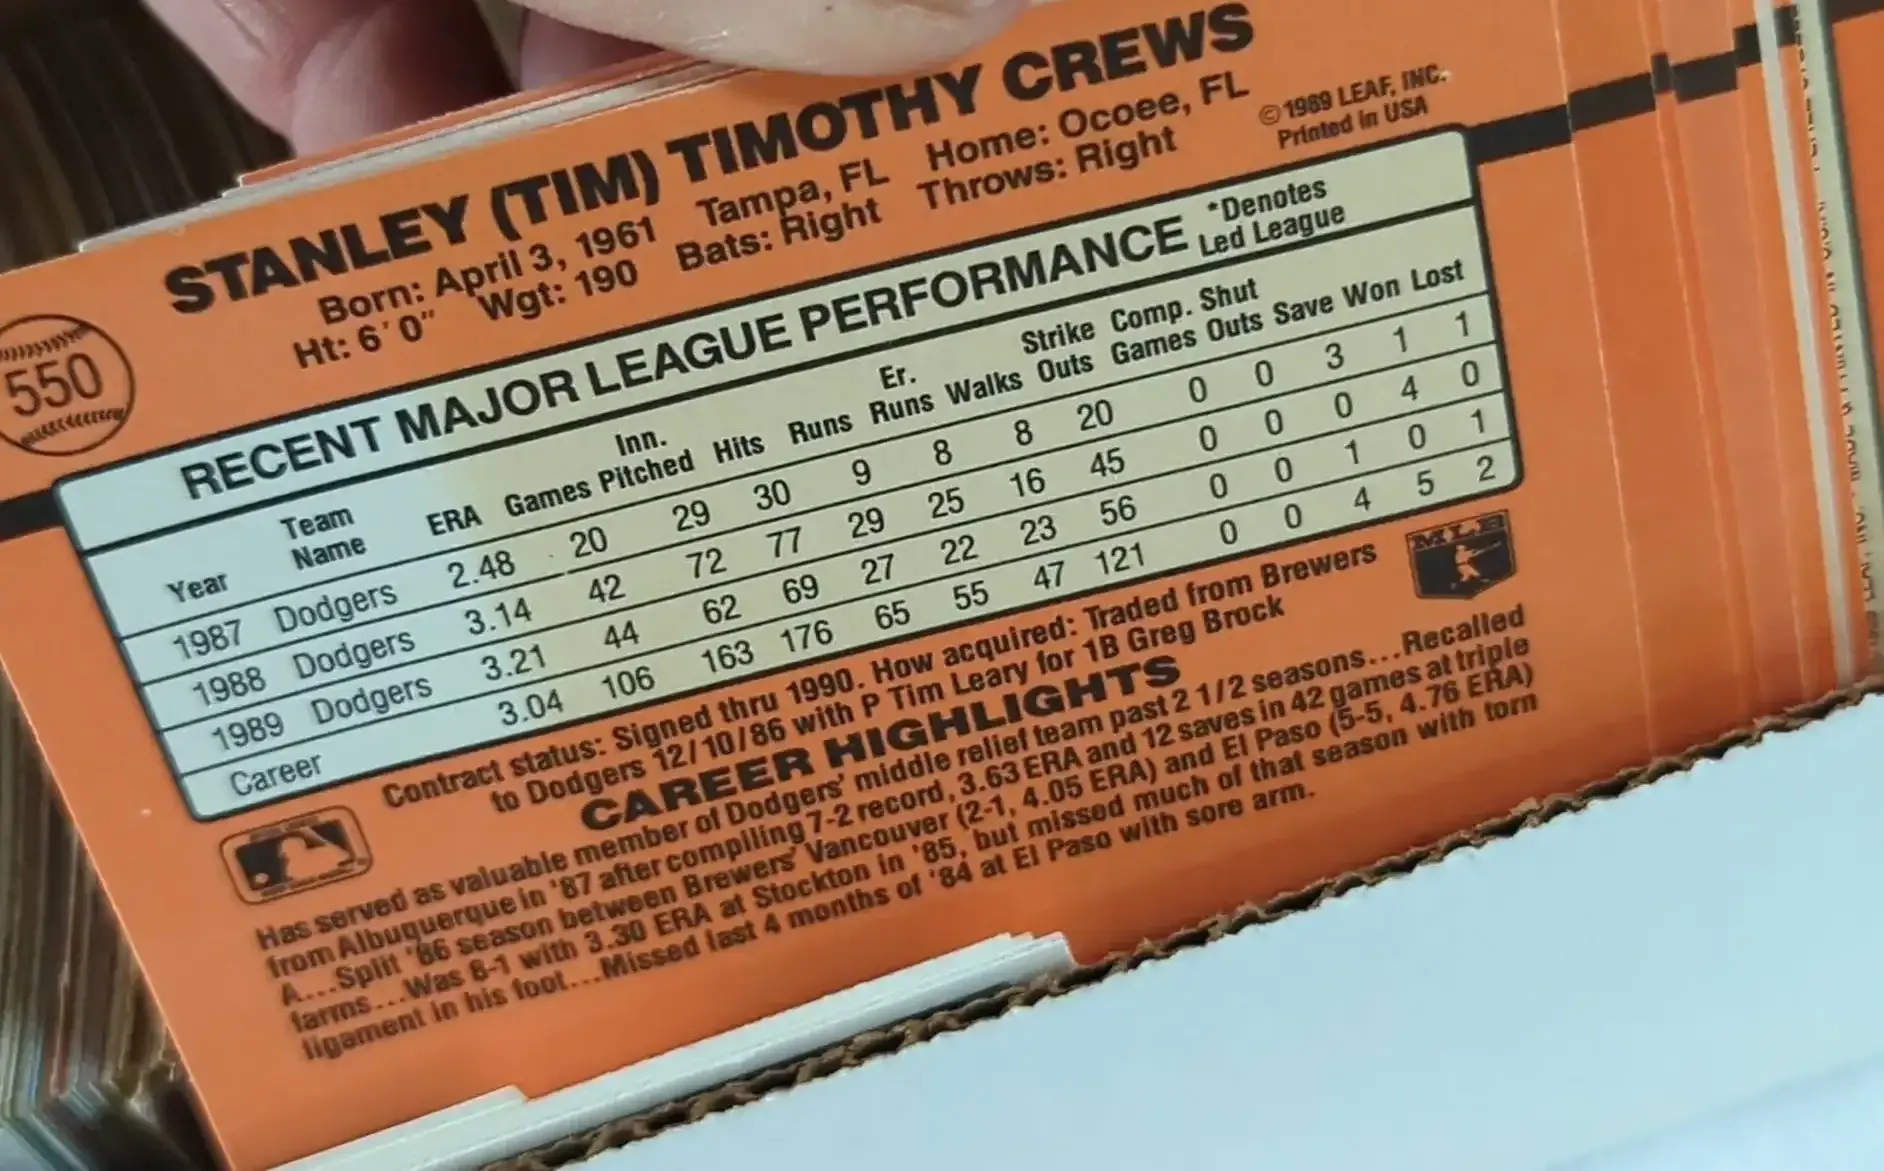 STANLEY (TIM) TIMOTHY CREWS
Born: April 3, 1961 Tampa, FL Home: Ocoee, FL
Ht: 6' 0" Wgt: 190 Bats: Right Throws: Right
©1989 LEAF, INC.
Printed in USA
550
RECENT MAJOR LEAGUE PERFORMANCE *Denotes Led League
Year Team Name ERA Games Inn. Pitched Hits Runs Er. Runs Walks Strike Outs Comp. Games Shut Outs Save Won Lost
1987 Dodgers 2.48 20 29 30 9 8 8 20 0 0 3 1 1
1988 Dodgers 3.14 42 72 77 29 25 16 45 0 0 0 4 0
1989 Dodgers 3.21 44 62 69 27 22 23 56 0 0 1 0 1
Career 3.04 106 163 176 65 55 47 121 0 0 4 5 2
Contract status: Signed thru 1990. How acquired: Traded from Brewers
to Dodgers 12/10/86 with P Tim Leary for 1B Greg Brock
MLB
CAREER HIGHLIGHTS
Has served as valuable member of Dodgers' middle relief team past 2 1/2 seasons...Recalled
from Albuquerque in '87 after compiling 7-2 record, 3.63 ERA and 12 saves in 42 games at triple
A....Split '86 season between Brewers' Vancouver (2-1, 4.05 ERA) and El Paso (5-5, 4.76 ERA)
farms...Was 6-1 with 3.30 ERA at Stockton in '85, but missed much of that season with torn
ligament in his foot...Missed last 4 months of '84 at El Paso with sore arm.